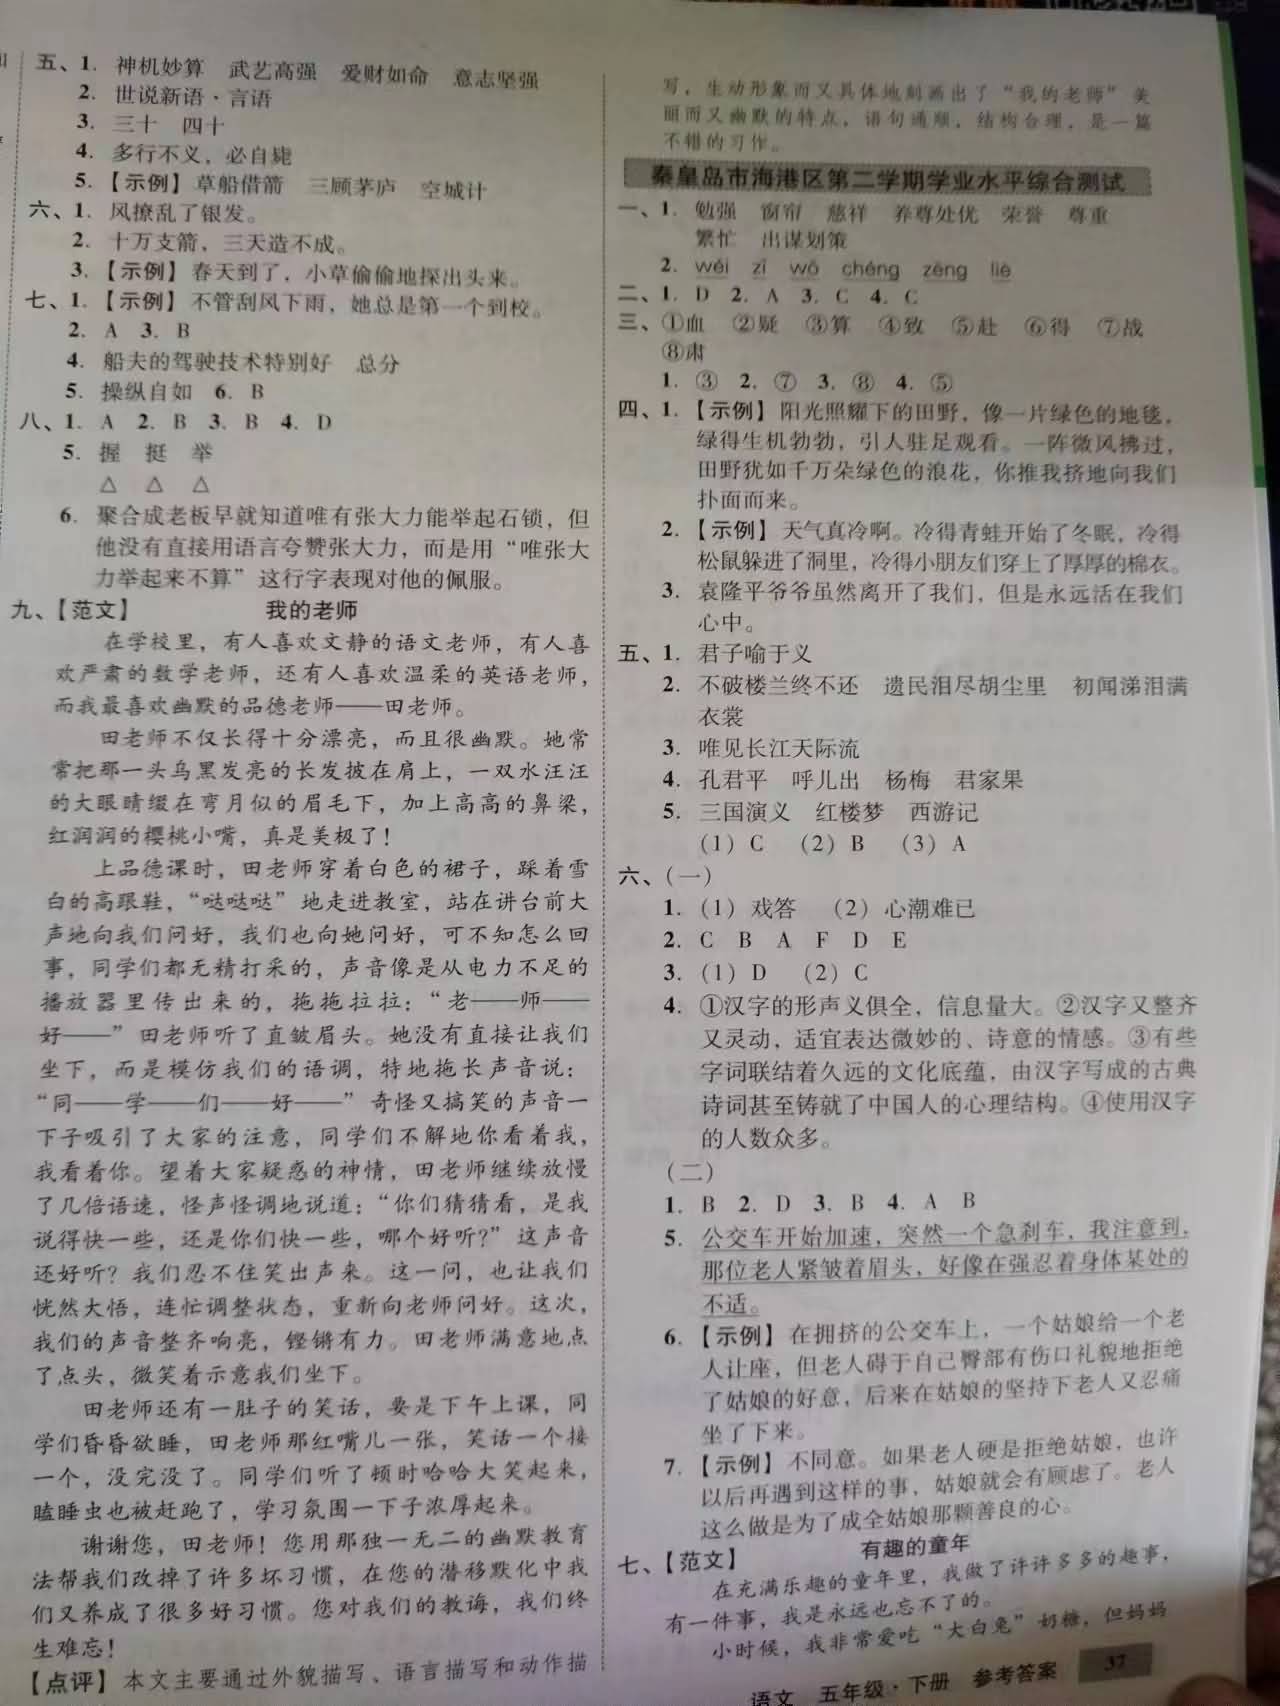 五、1. 神机妙算 武艺高强 爱财如命 意志坚强
2. 世说新语·言语
3. 三十 四十
4. 多行不义，必自毙
5. 【示例】草船借箭 三顾茅庐 空城计
六、1. 风撩乱了银发。
2. 十万支箭，三天造不成。
3. 【示例】春天到了，小草偷偷地探出头来。
七、1. 【示例】不管刮风下雨，她总是第一个到校。
2. A 3. B
4. 船夫的驾驶技术特别好 总分
5. 操纵自如 6. B
八、1. A 2. B 3. B 4. D
5. 握 挺 举
△ △ △
6. 聚合成老板早就知道唯有张大力能举起石锁，但
他没有直接用语言夸赞张大力，而是用“唯张大
力举起来不算”这行字表现对他的佩服。
九、【范文】 我的老师
在学校里，有人喜欢文静的语文老师，有人喜
欢严肃的数学老师，还有人喜欢温柔的英语老师，
而我最喜欢幽默的品德老师——田老师。
田老师不仅长得十分漂亮，而且很幽默。她常
常把那一头乌黑发亮的长发披在肩上，一双水汪汪
的大眼睛缀在弯月似的眉毛下，加上高高的鼻梁，
红润润的樱桃小嘴，真是美极了！
上品德课时，田老师穿着白色的裙子，踩着雪
白的高跟鞋，“哒哒哒”地走进教室，站在讲台前大
声地向我们问好，我们也向她问好，可不知怎么回
事，同学们都无精打采的，声音像是从电力不足的
播放器里传出来的，拖拖拉拉：“老——师——
好——”田老师听了直皱眉头。她没有直接让我们
坐下，而是模仿我们的语调，特地拖长声音说：
“同——学——们——好——”奇怪又搞笑的声音一
下子吸引了大家的注意，同学们不解地你看着我，
我看着你。望着大家疑惑的神情，田老师继续放慢
了几倍语速，怪声怪调地说道：“你们猜猜看，是我
说得快一些，还是你们快一些，哪个好听？”这声音
还好听？我们忍不住笑出声来。这一问，也让我们
恍然大悟，连忙调整状态，重新向老师问好。这次，
我们的声音整齐响亮，铿锵有力。田老师满意地点
了点头，微笑着示意我们坐下。
田老师还有一肚子的笑话，要是下午上课，同
学们昏昏欲睡，田老师那红嘴儿一张，笑话一个接
一个，没完没了。同学们听了顿时哈哈大笑起来，
瞌睡虫也被赶跑了，学习氛围一下子浓厚起来。
谢谢您，田老师！您用那独一无二的幽默教育
法帮我们改掉了许多坏习惯，在您的潜移默化中我
们又养成了很多好习惯。您对我们的教诲，我们终
生难忘！
【点评】本文主要通过外貌描写、语言描写和动作描
写，生动形象而又具体地刻画出了“我的老师”美
丽而又幽默的特点，语句通顺，结构合理，是一篇
不错的习作。
秦皇岛市海港区第二学期学业水平综合测试
一、1. 勉强 窗帘 慈祥 养尊处优 荣誉 尊重
繁忙 出谋划策
2. wéi zī wō chéng zēng liè
二、1. D 2. A 3. C 4. C
三、①血 ②疑 ③算 ④致 ⑤赴 ⑥得 ⑦战
⑧肃
1. ③ 2. ⑦ 3. ⑧ 4. ⑤
四、1. 【示例】阳光照耀下的田野，像一片绿色的地毯，
绿得生机勃勃，引人驻足观看。一阵微风拂过，
田野犹如千万朵绿色的浪花，你推我挤地向我们
扑面而来。
2. 【示例】天气真冷啊。冷得青蛙开始了冬眠，冷得
松鼠躲进了洞里，冷得小朋友们穿上了厚厚的棉衣。
3. 袁隆平爷爷虽然离开了我们，但是永远活在我们
心中。
五、1. 君子喻于义
2. 不破楼兰终不还 遗民泪尽胡尘里 初闻涕泪满
衣裳
3. 唯见长江天际流
4. 孔君平 呼儿出 杨梅 君家果
5. 三国演义 红楼梦 西游记
（1）C （2）B （3）A
六、（一）
1. （1）戏答 （2）心潮难已
2. C B A F D E
3. （1）D （2）C
4. ①汉字的形声义俱全，信息量大。②汉字又整齐
又灵动，适宜表达微妙的、诗意的情感。③有些
字词联结着久远的文化底蕴，由汉字写成的古典
诗词甚至铸就了中国人的心理结构。④使用汉字
的人数众多。
（二）
1. B 2. D 3. B 4. A B
5. 公交车开始加速，突然一个急刹车，我注意到，
那位老人紧皱着眉头，好像在强忍着身体某处的
不适。
6. 【示例】在拥挤的公交车上，一个姑娘给一个老
人让座，但老人碍于自己臀部有伤口礼貌地拒绝
了姑娘的好意，后来在姑娘的坚持下老人又忍痛
坐了下来。
7. 【示例】不同意。如果老人硬是拒绝姑娘，也许
以后再遇到这样的事，姑娘就会有顾虑了。老人
这么做是为了成全姑娘那颗善良的心。
七、【范文】 有趣的童年
在充满乐趣的童年里，我做了许许多多的趣事，
有一件事，我是永远也忘不了的。
小时候，我非常爱吃“大白兔”奶糖，但妈妈
语文 五年级·下册 参考答案 37